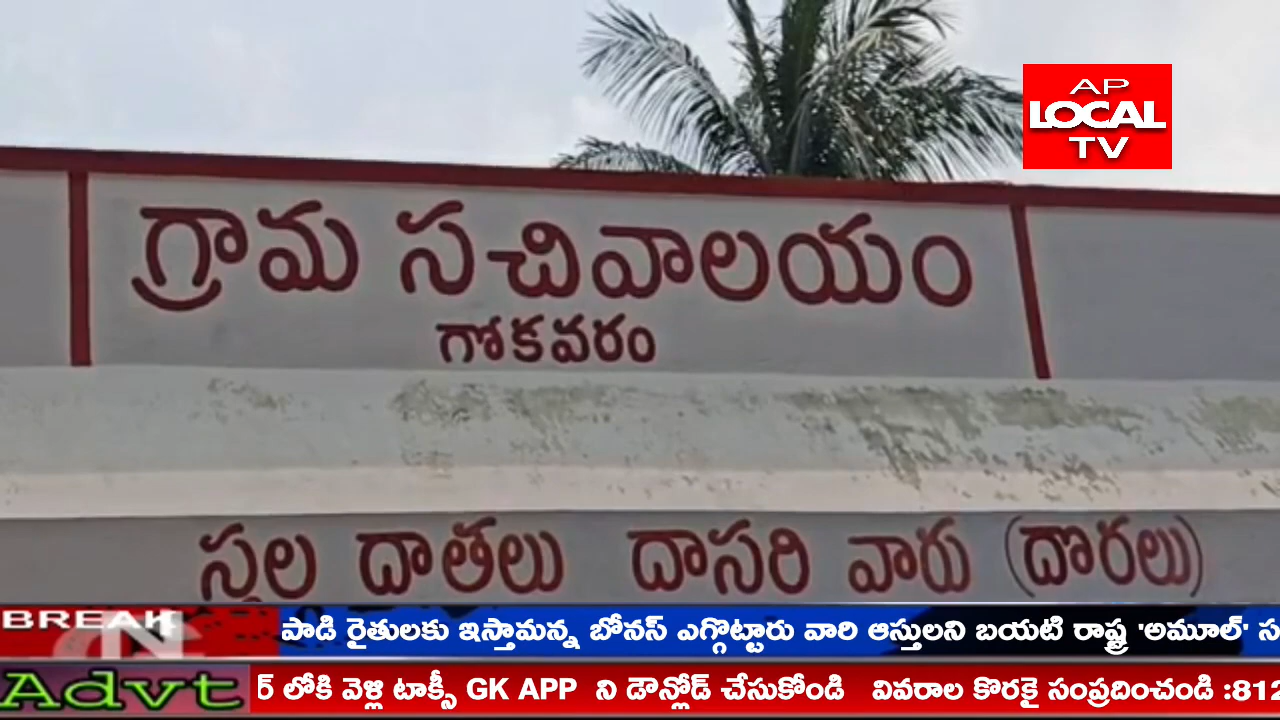 AP
LOCAL
TV
గ్రామ సచివాలయం
గోకవరం
స్థల దాతలు దాసరి వారు (దొరలు)
BREAK
పాడి రైతులకు ఇస్తామన్న బోనస్ ఎగ్గొట్టారు వారి ఆస్తులని బయటి రాష్ట్ర 'అమూల్' స
Advt
ర్ లోకి వెళ్లి టాక్సీ GK APP ని డౌన్లోడ్ చేసుకోండి వివరాల కొరకై సంప్రదించండి :812